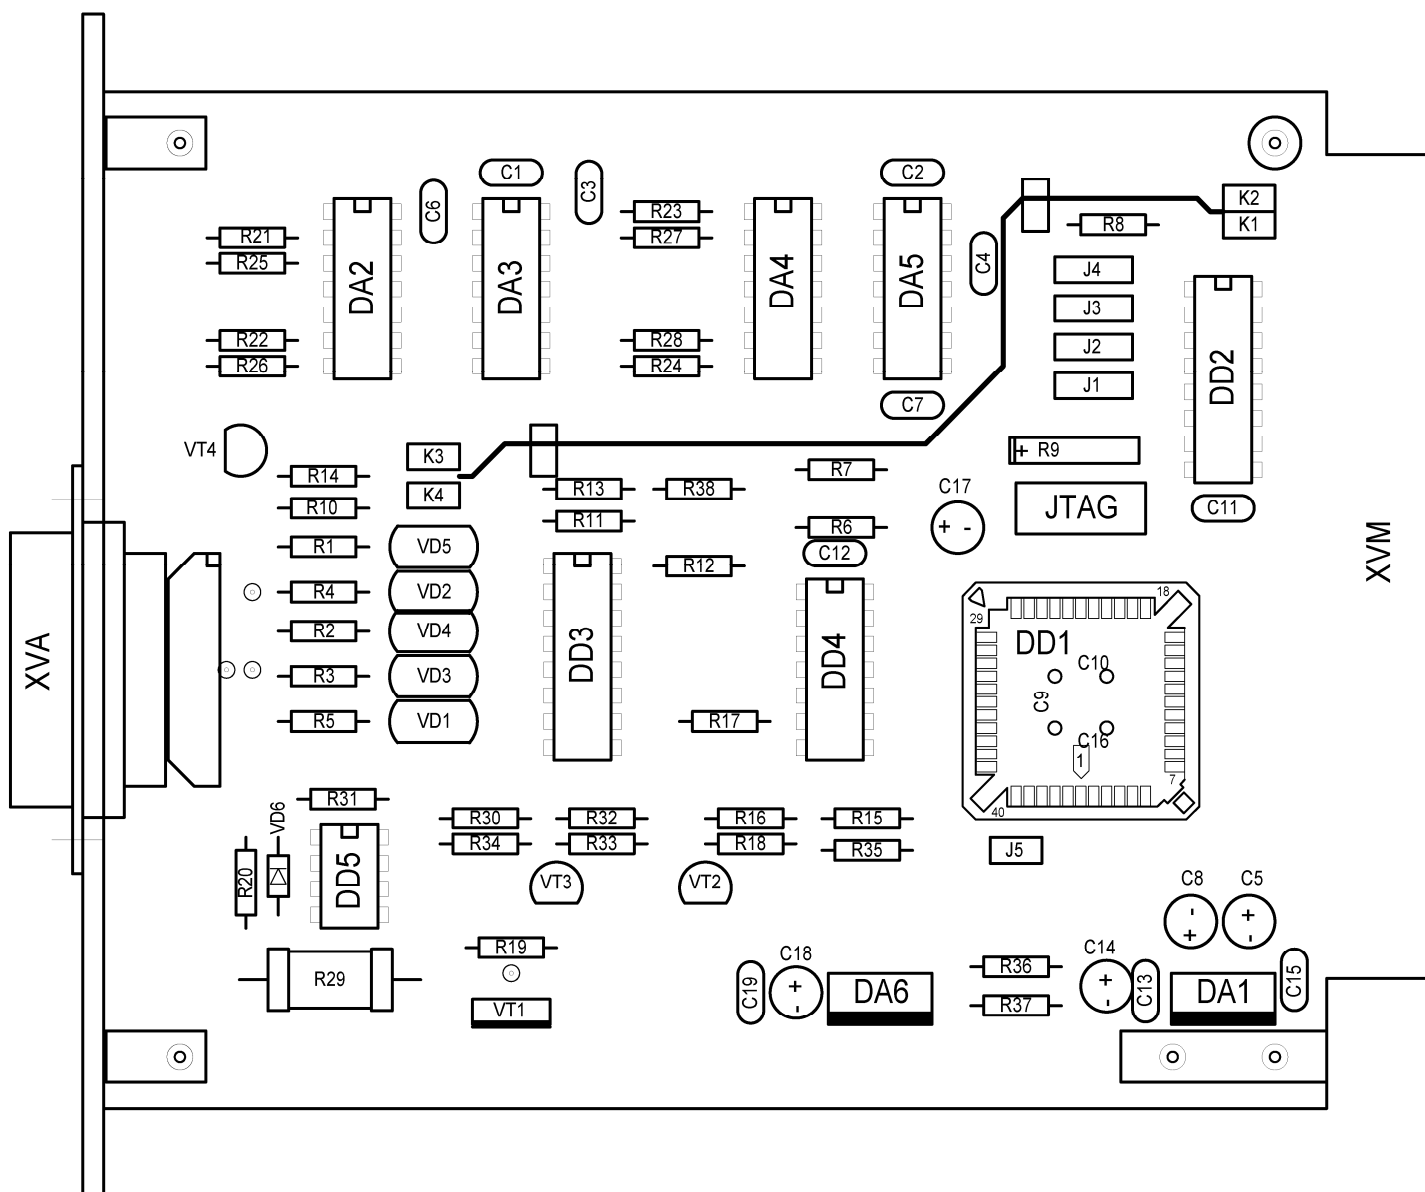 C1
C2
C3
C6
K2
K1
R23
R27
R8
R21
R25
DA2
DA3
DA4
DA5
C4
J4
J3
J2
J1
DD2
R22
R26
R28
R24
C7
VT4
K3
K4
R14
R10
R13
R11
R38
R7
R6
+ R9
JTAG
C17
+ -
C11
XVM
R1
R4
R2
R3
R5
VD5
VD2
VD4
VD3
VD1
C12
R12
DD3
DD4
R17
XVA
18
29
DD1
C10
C9
C16
1
7
40
R31
VD6
R20
DD5
R30
R34
R32
R33
R16
R18
R15
R35
J5
VT3
VT2
C8
-
+
C5
+
-
R29
R19
VT1
C19
C18
+
-
DA6
R36
R37
C14
+
-
C13
DA1
C15